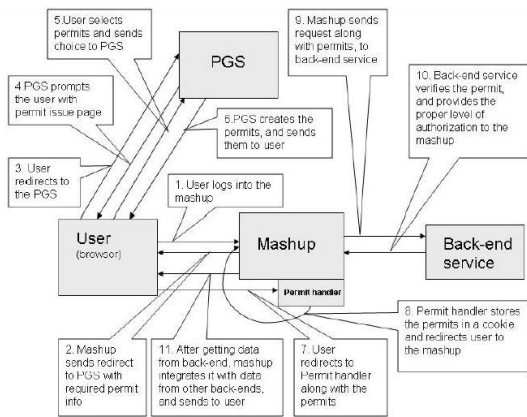 5.User selects
permits and sends
choice to PGS
9. Mashup sends
request along
with permits, to
back-end service
PGS
10. Back-end service
verifies the permit,
and provides the
proper level of
authorization to the
mashup
4.PGS prompts
the user with
permit issue page
6.PGS creates the
permits, and sends
them to user
3. User
redirects to
the PGS
1. User logs into the
mashup
User
(browser)
Mashup
Back-end
service
Permit handler
8. Permit handler stores
the permits in a cookie
and redirects user to
the mashup
2. Mashup
sends redirect
to PGS with
required permit
info
11. After getting data
from back-end, mashup
integrates it with data
from other back-ends,
and sends to user
7. User
redirects to
Permit handler
along with the
permits